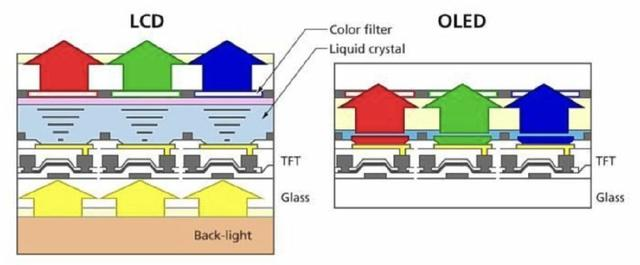 LCD
OLED
Color filter
Liquid crystal
TFT
Glass
Back-light
TFT
Glass